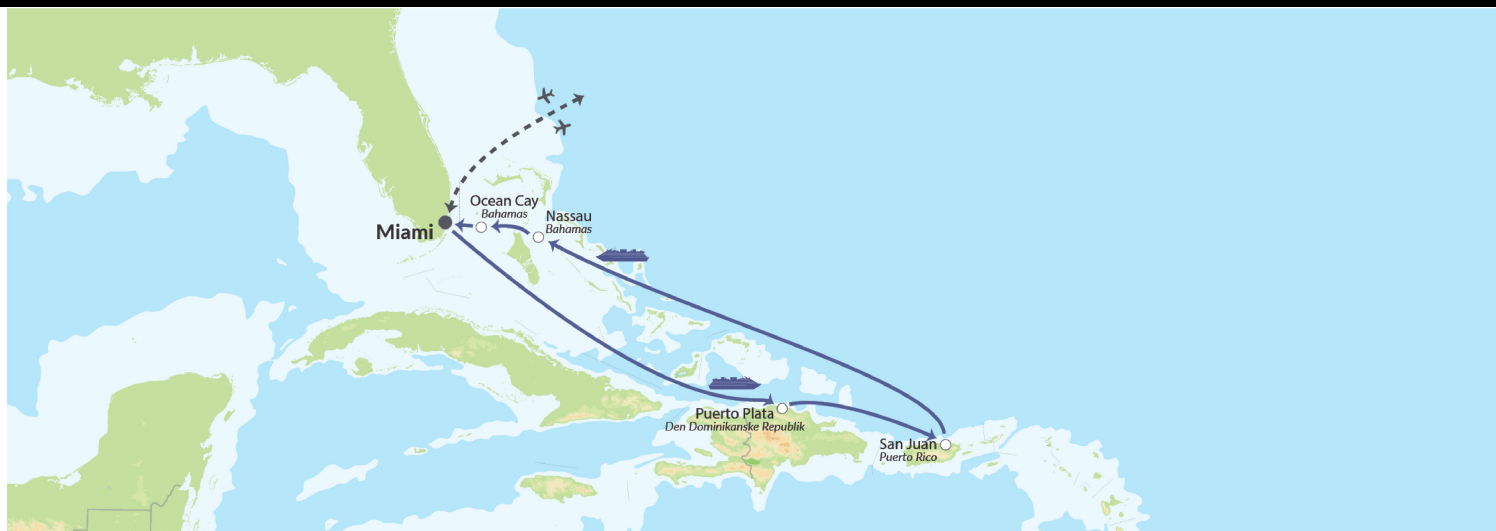 Ocean Cay
Bahamas
Nassau
Bahamas
Miami
Puerto Plata
Den Dominikanske Republik
San Juan
Puerto Rico